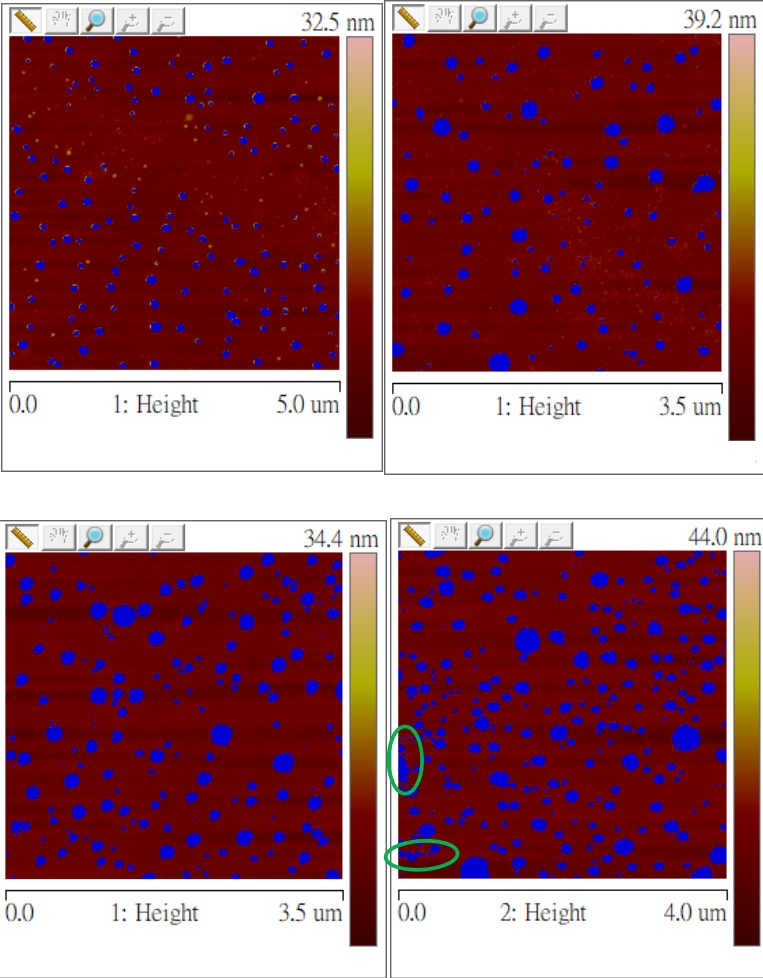 32.5 nm
0.0 1: Height 5.0 um
39.2 nm
0.0 1: Height 3.5 um
34.4 nm
0.0 1: Height 3.5 um
44.0 nm
0.0 2: Height 4.0 um